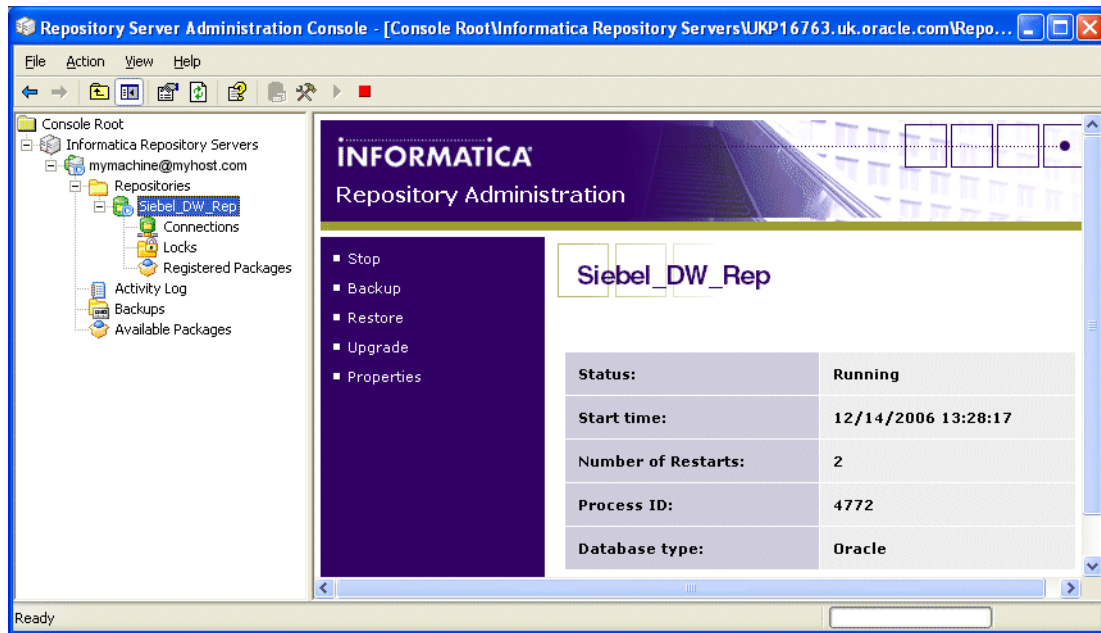 Repository Server Administration Console - [Console Root\Informatica Repository Servers\UKP16763.uk.oracle.com\Repo...
File Action View Help
Console Root
Informatica Repository Servers
mymachine@myhost.com
Repositories
Siebel_DW_Rep
Connections
Locks
Registered Packages
Activity Log
Backups
Available Packages
INFORMATICA
Repository Administration
Stop
Backup
Restore
Upgrade
Properties
Siebel_DW_Rep
Status: Running
Start time: 12/14/2006 13:28:17
Number of Restarts: 2
Process ID: 4772
Database type: Oracle
Ready